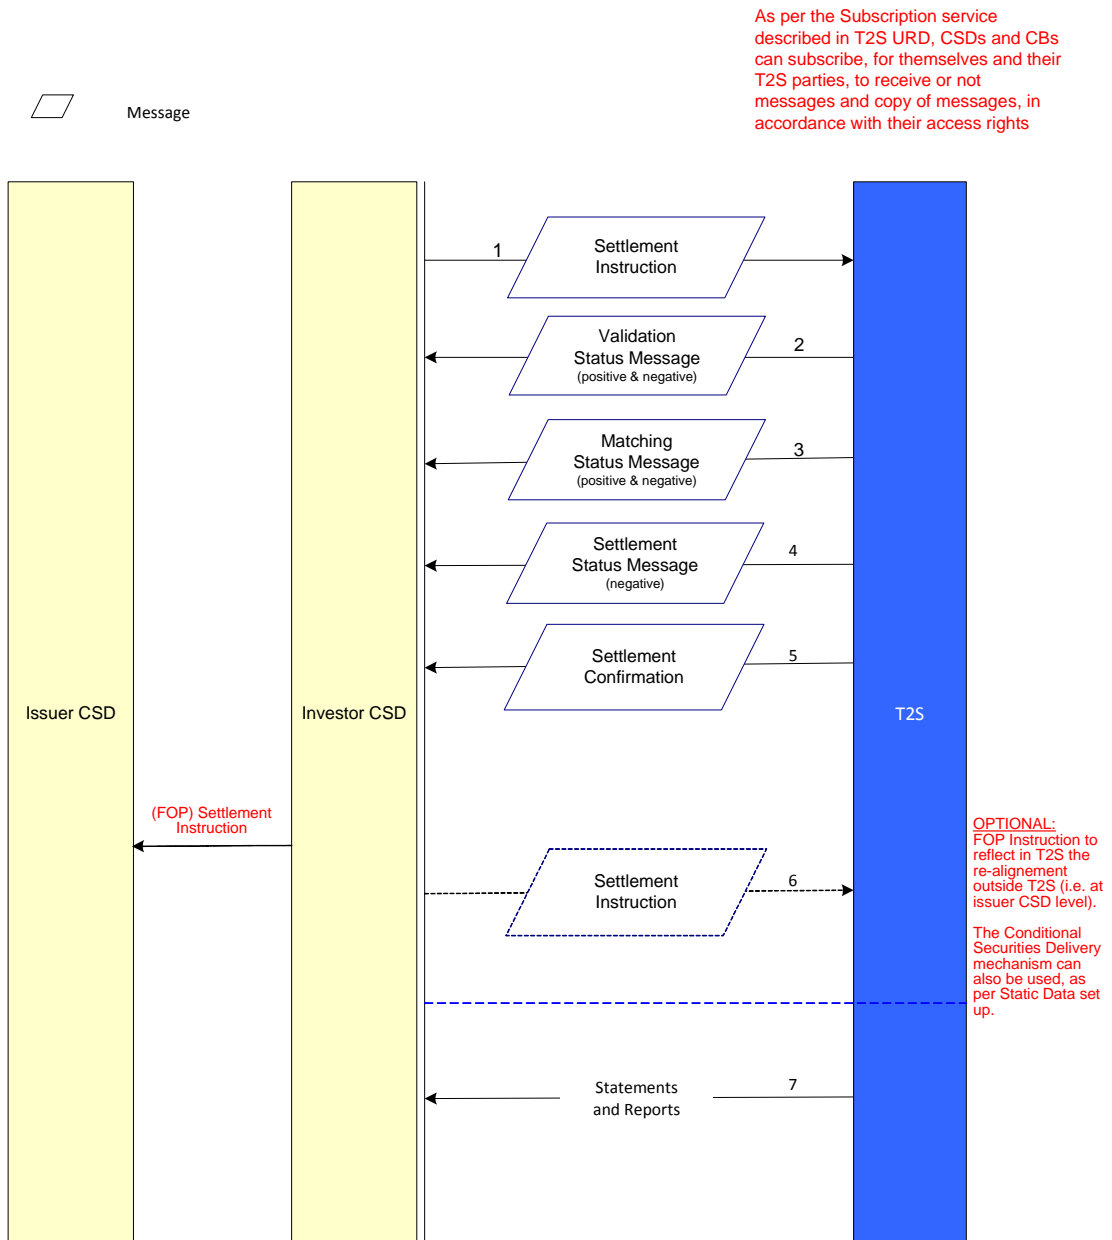 As per the Subscription service
described in T2S URD, CSDs and CBs
can subscribe, for themselves and their
T2S parties, to receive or not
messages and copy of messages, in
accordance with their access rights
Message
1
Settlement
Instruction
Validation
Status Message
(positive & negative)
2
Matching
Status Message
(positive & negative)
3
Settlement
Status Message
(negative)
4
Settlement
Confirmation
5
Issuer CSD
Investor CSD
T2S
(FOP) Settlement
Instruction
Settlement
Instruction
6
OPTIONAL:
FOP Instruction to
reflect in T2S the
re-alignement
outside T2S (i.e. at
issuer CSD level).
The Conditional
Securities Delivery
mechanism can
also be used, as
per Static Data set
up.
Statements
and Reports
7